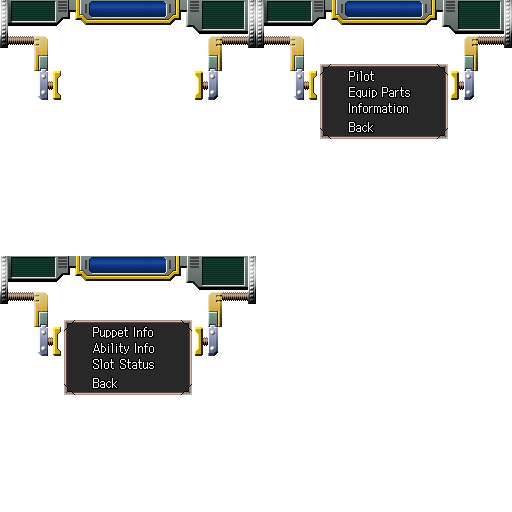 Pilot
Equip Parts
Information
Back
Puppet Info
Ability Info
Slot Status
Back